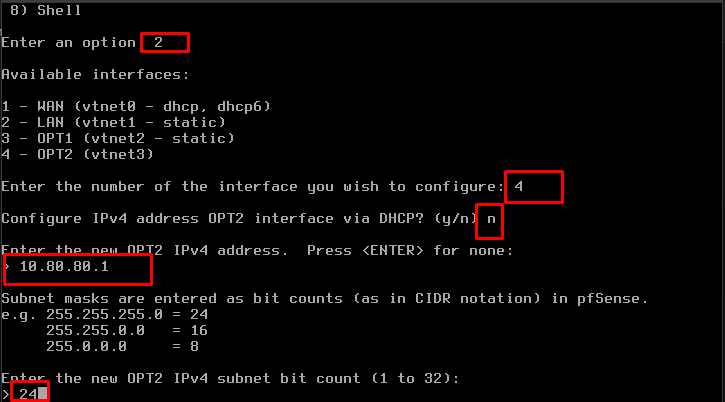 8) Shell
Enter an option 2
Available interfaces:
1 - WAN (vtnet0 - dhcp, dhcp6)
2 - LAN (vtnet1 - static)
3 - OPT1 (vtnet2 - static)
4 - OPT2 (vtnet3)
Enter the number of the interface you wish to configure: 4
Configure IPv4 address OPT2 interface via DHCP? (y/n) n
Enter the new OPT2 IPv4 address.  Press <ENTER> for none:
> 10.80.80.1
Subnet masks are entered as bit counts (as in CIDR notation) in pfSense.
e.g. 255.255.255.0 = 24
     255.255.0.0   = 16
     255.0.0.0     = 8
Enter the new OPT2 IPv4 subnet bit count (1 to 32):
> 24